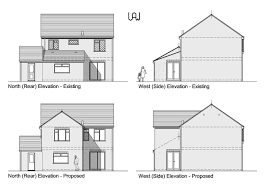 North (Rear) Elevation - Existing
West (Side) Elevation - Existing
North (Rear) Elevation - Proposed
West (Side) Elevation - Proposed